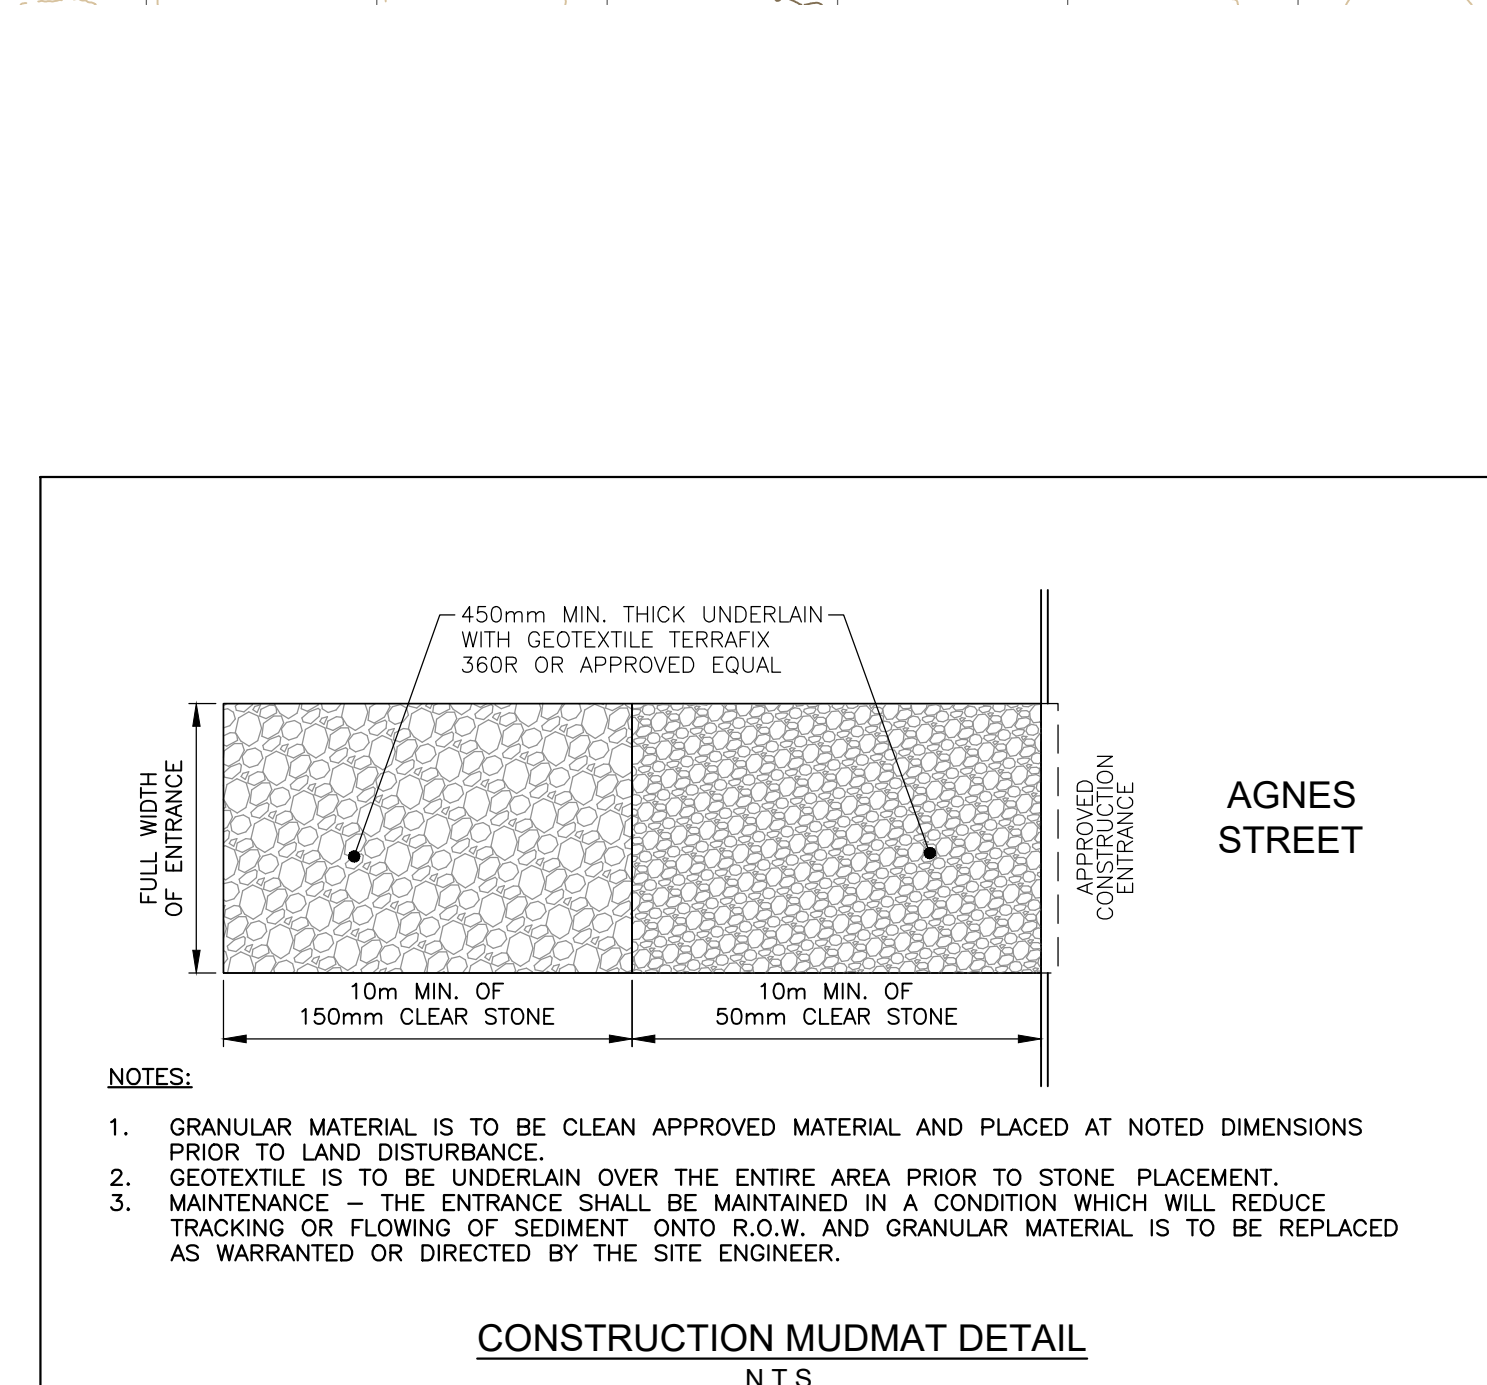 450mm MIN. THICK UNDERLAIN
WITH GEOTEXTILE TERRAFIX
360R OR APPROVED EQUAL
FULL WIDTH
OF ENTRANCE
APPROVED
CONSTRUCTION
ENTRANCE
AGNES
STREET
10m MIN. OF
150mm CLEAR STONE
10m MIN. OF
50mm CLEAR STONE
NOTES:
1. GRANULAR MATERIAL IS TO BE CLEAN APPROVED MATERIAL AND PLACED AT NOTED DIMENSIONS
PRIOR TO LAND DISTURBANCE.
2. GEOTEXTILE IS TO BE UNDERLAIN OVER THE ENTIRE AREA PRIOR TO STONE PLACEMENT.
3. MAINTENANCE – THE ENTRANCE SHALL BE MAINTAINED IN A CONDITION WHICH WILL REDUCE
TRACKING OR FLOWING OF SEDIMENT ONTO R.O.W. AND GRANULAR MATERIAL IS TO BE REPLACED
AS WARRANTED OR DIRECTED BY THE SITE ENGINEER.
CONSTRUCTION MUDMAT DETAIL
N.T.S.